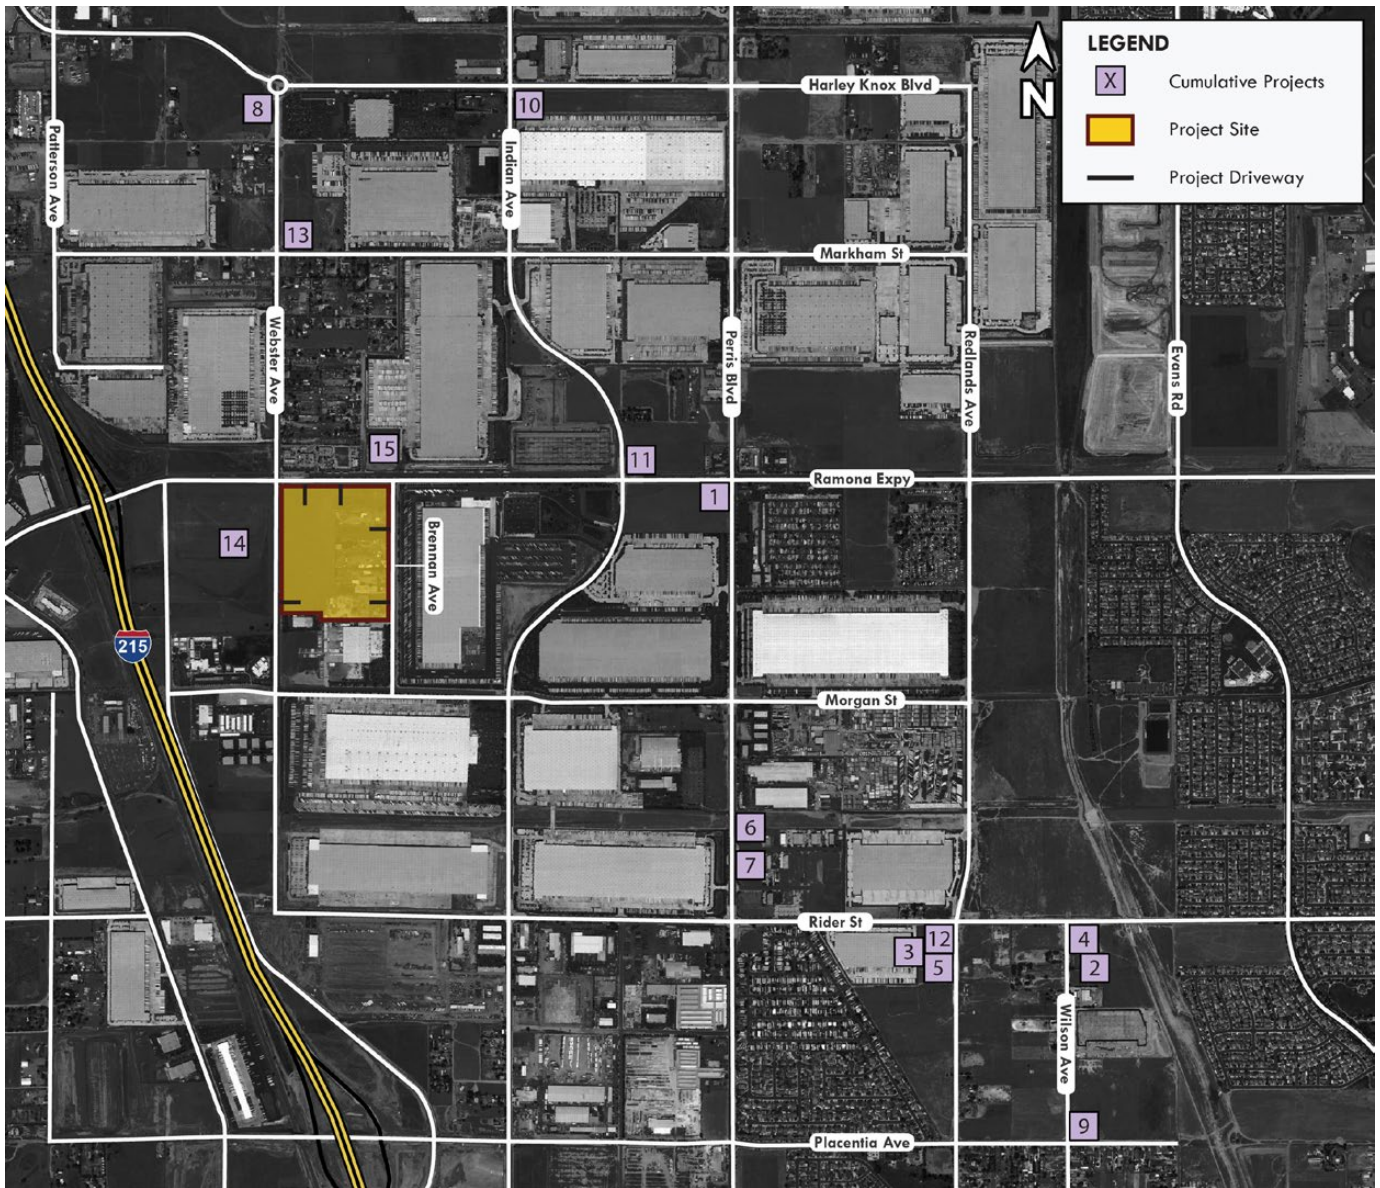 LEGEND
X Cumulative Projects
Project Site
Project Driveway
N
Harley Knox Blvd
8
10
Patterson Ave
Indian Ave
13
Markham St
Webster Ave
Perris Blvd
Redlands Ave
Evans Rd
15
11
Ramona Expy
1
14
Brennan Ave
215
Morgan St
6
7
Rider St
3
12
5
4
2
Wilson Ave
9
Placentia Ave